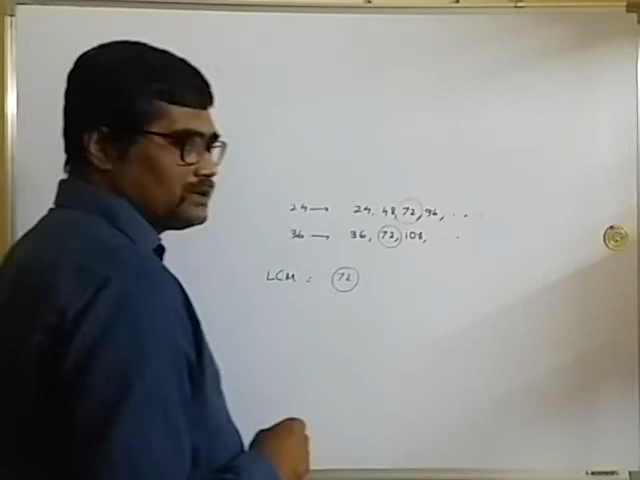 24 → 24, 48, 72, 96, . . . .
36 → 36, 72, 108, . . .
LCM = 72